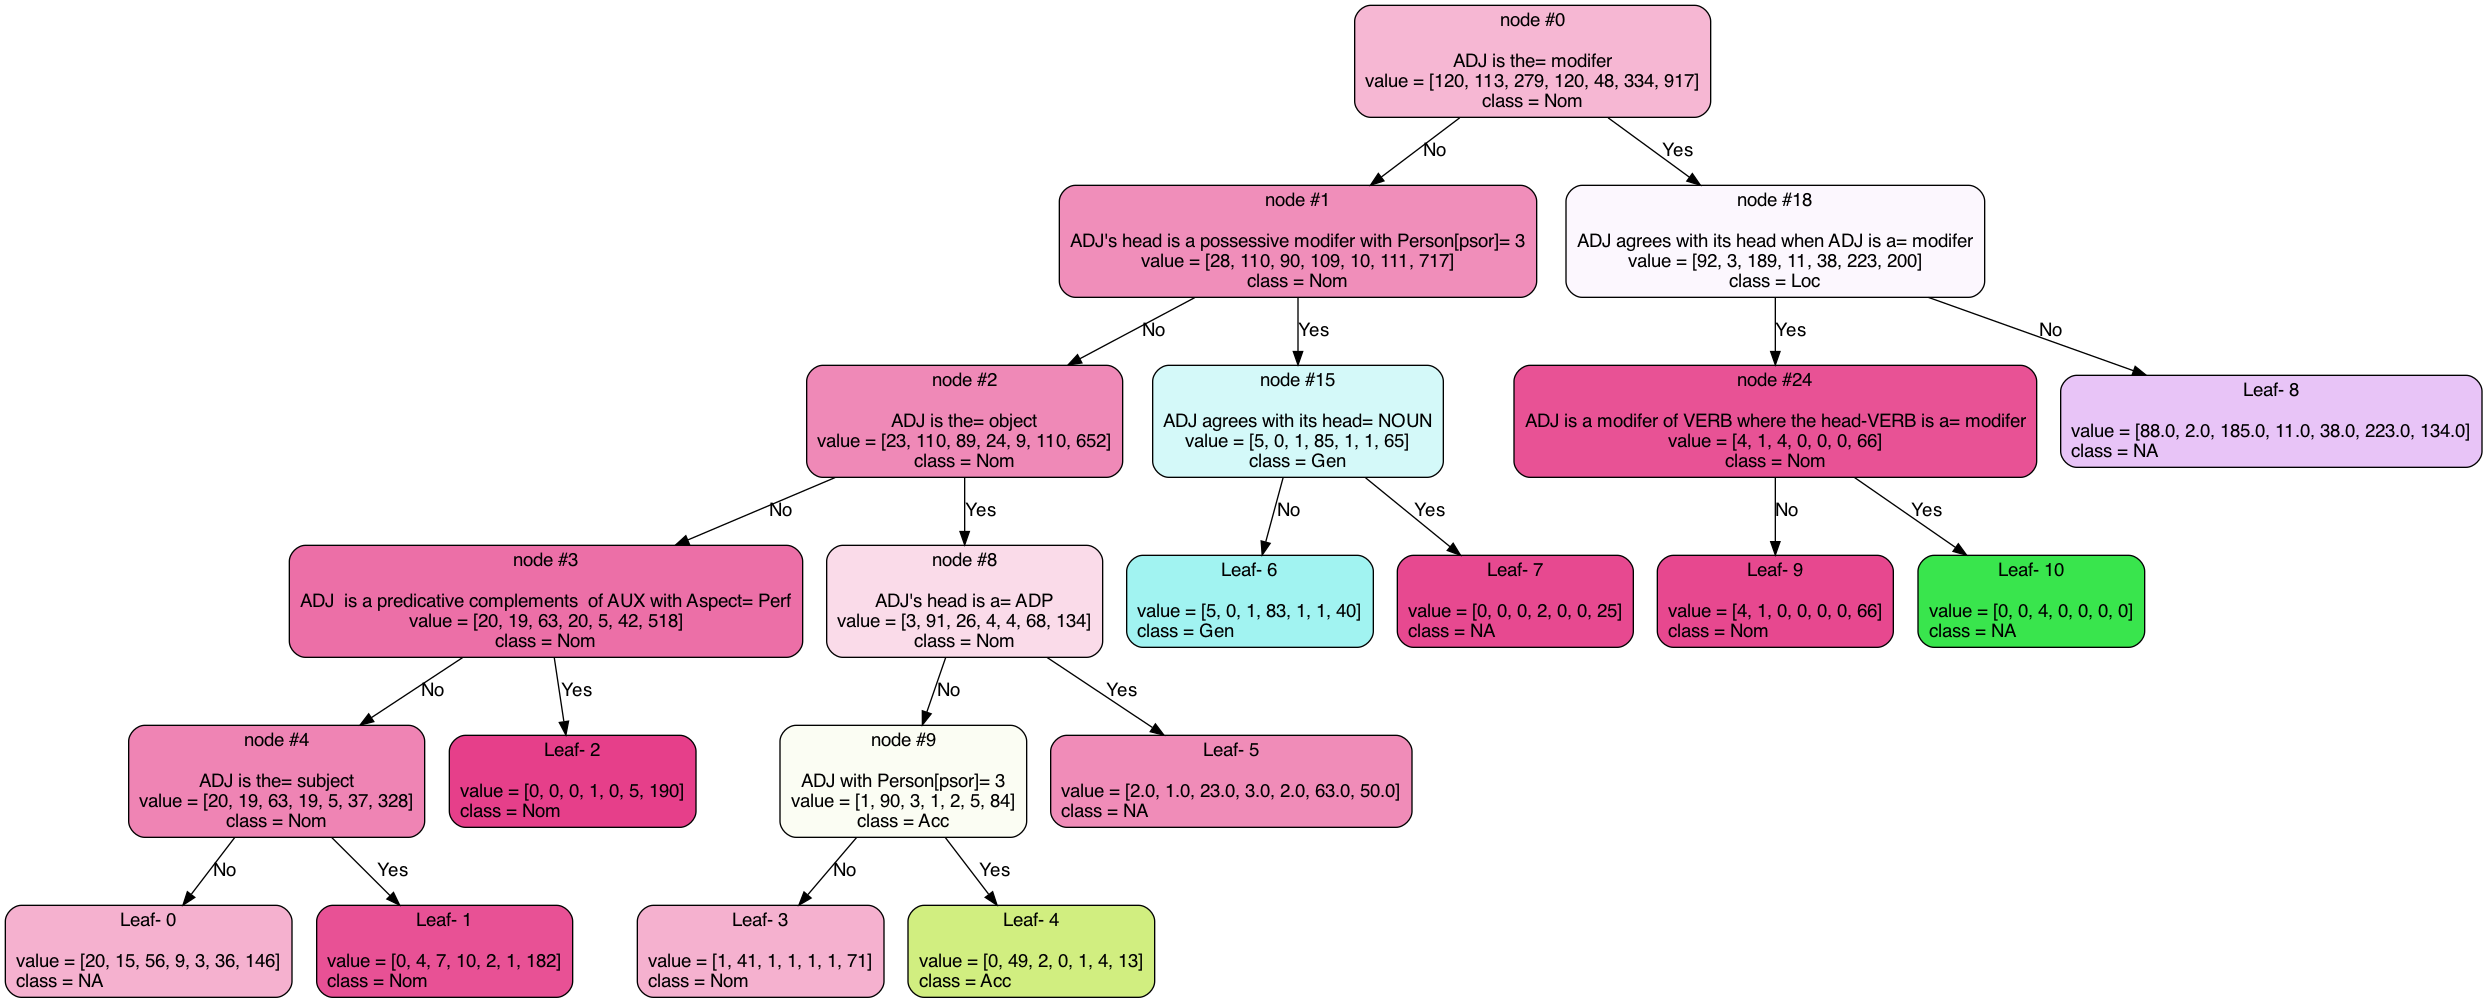 node #0
ADJ is the= modifer
value = [120, 113, 279, 120, 48, 334, 917]
class = Nom
No
Yes
node #1
ADJ's head is a possessive modifer with Person[psor]= 3
value = [28, 110, 90, 109, 10, 111, 717]
class = Nom
node #18
ADJ agrees with its head when ADJ is a= modifer
value = [92, 3, 189, 11, 38, 223, 200]
class = Loc
No
Yes
Yes
No
node #2
ADJ is the= object
value = [23, 110, 89, 24, 9, 110, 652]
class = Nom
node #15
ADJ agrees with its head= NOUN
value = [5, 0, 1, 85, 1, 1, 65]
class = Gen
node #24
ADJ is a modifer of VERB where the head-VERB is a= modifer
value = [4, 1, 4, 0, 0, 0, 66]
class = Nom
Leaf- 8
value = [88.0, 2.0, 185.0, 11.0, 38.0, 223.0, 134.0]
class = NA
No
Yes
No
Yes
No
Yes
node #3
ADJ  is a predicative complements  of AUX with Aspect= Perf
value = [20, 19, 63, 20, 5, 42, 518]
class = Nom
node #8
ADJ's head is a= ADP
value = [3, 91, 26, 4, 4, 68, 134]
class = Nom
Leaf- 6
value = [5, 0, 1, 83, 1, 1, 40]
class = Gen
Leaf- 7
value = [0, 0, 0, 2, 0, 0, 25]
class = NA
Leaf- 9
value = [4, 1, 0, 0, 0, 0, 66]
class = Nom
Leaf- 10
value = [0, 0, 4, 0, 0, 0, 0]
class = NA
No
Yes
No
Yes
node #4
ADJ is the= subject
value = [20, 19, 63, 19, 5, 37, 328]
class = Nom
Leaf- 2
value = [0, 0, 0, 1, 0, 5, 190]
class = Nom
node #9
ADJ with Person[psor]= 3
value = [1, 90, 3, 1, 2, 5, 84]
class = Acc
Leaf- 5
value = [2.0, 1.0, 23.0, 3.0, 2.0, 63.0, 50.0]
class = NA
No
Yes
No
Yes
Leaf- 0
value = [20, 15, 56, 9, 3, 36, 146]
class = NA
Leaf- 1
value = [0, 4, 7, 10, 2, 1, 182]
class = Nom
Leaf- 3
value = [1, 41, 1, 1, 1, 1, 71]
class = Nom
Leaf- 4
value = [0, 49, 2, 0, 1, 4, 13]
class = Acc